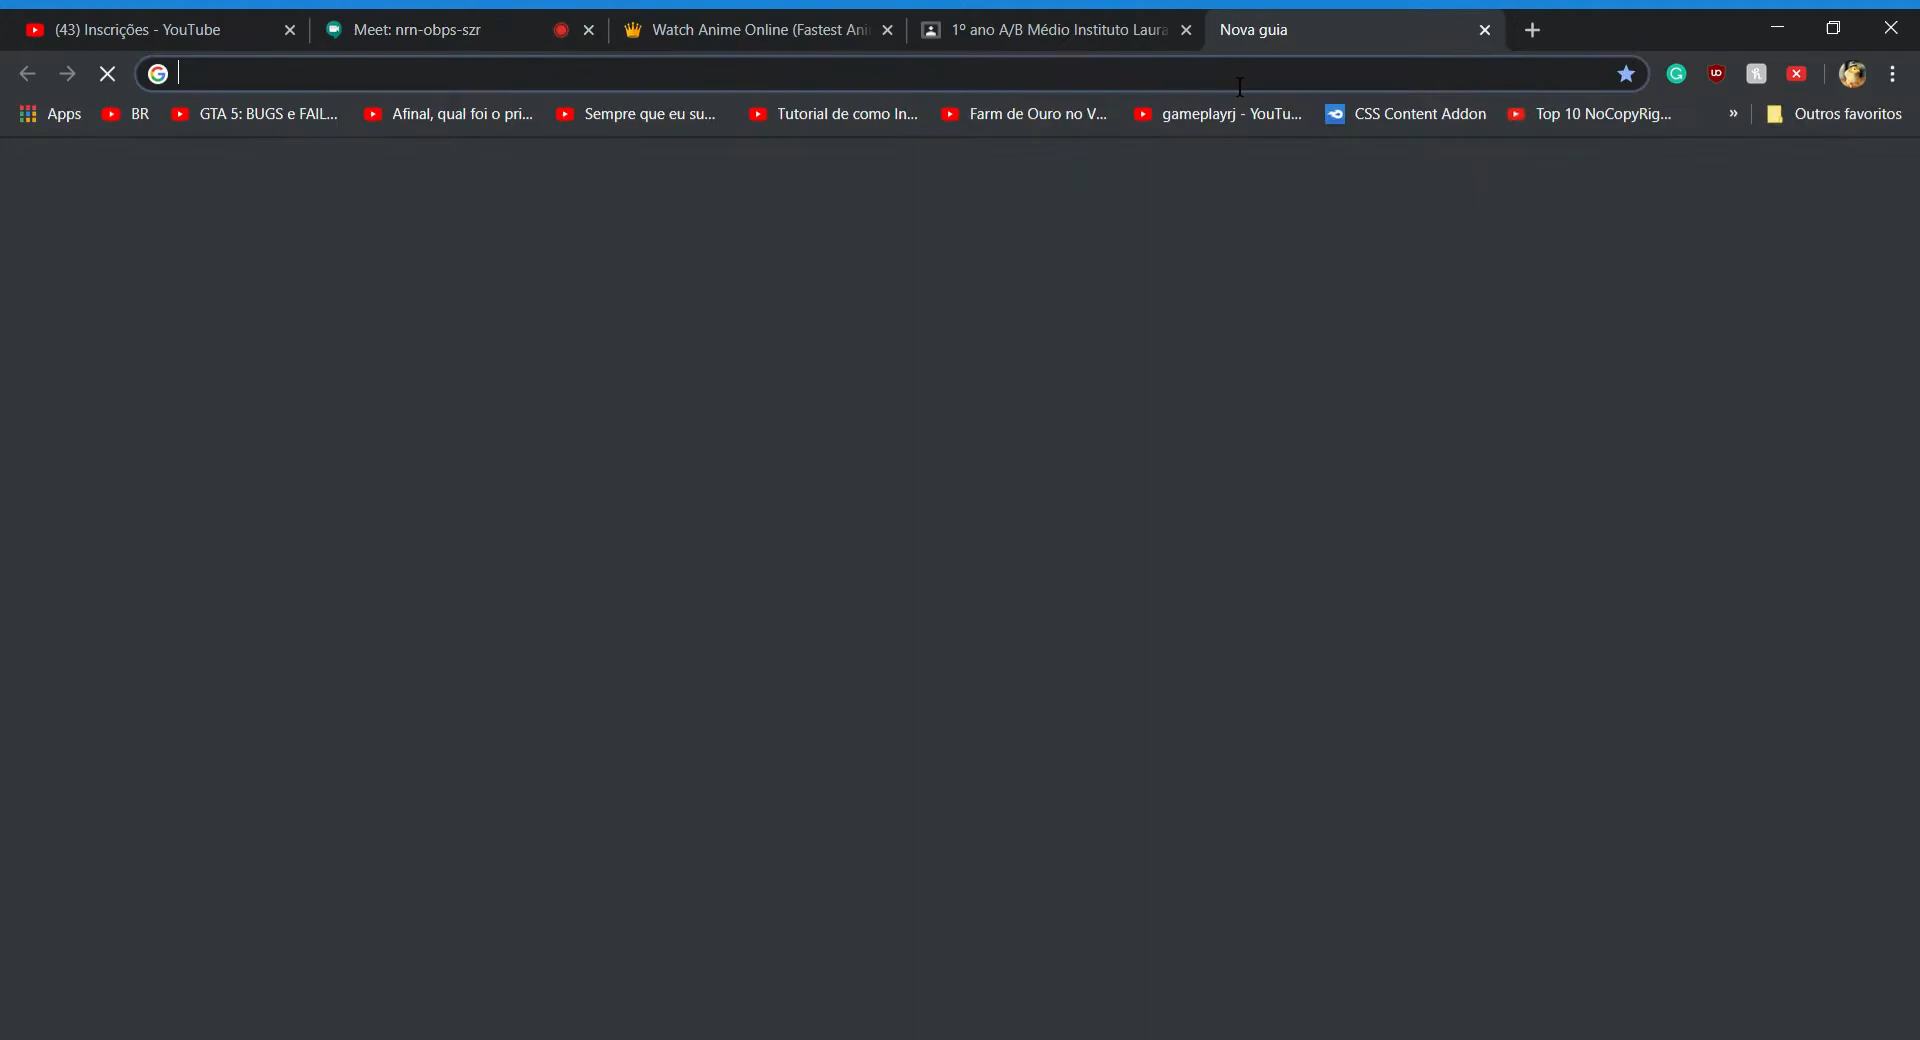 (43) Inscrições - YouTube
Meet: nrn-obps-szr
Watch Anime Online (Fastest Ani
1º ano A/B Médio Instituto Laura
Nova guia
Apps
BR
GTA 5: BUGS e FAIL...
Afinal, qual foi o pri...
Sempre que eu su...
Tutorial de como In...
Farm de Ouro no V...
gameplayrj - YouTu...
CSS Content Addon
Top 10 NoCopyRig...
»
Outros favoritos